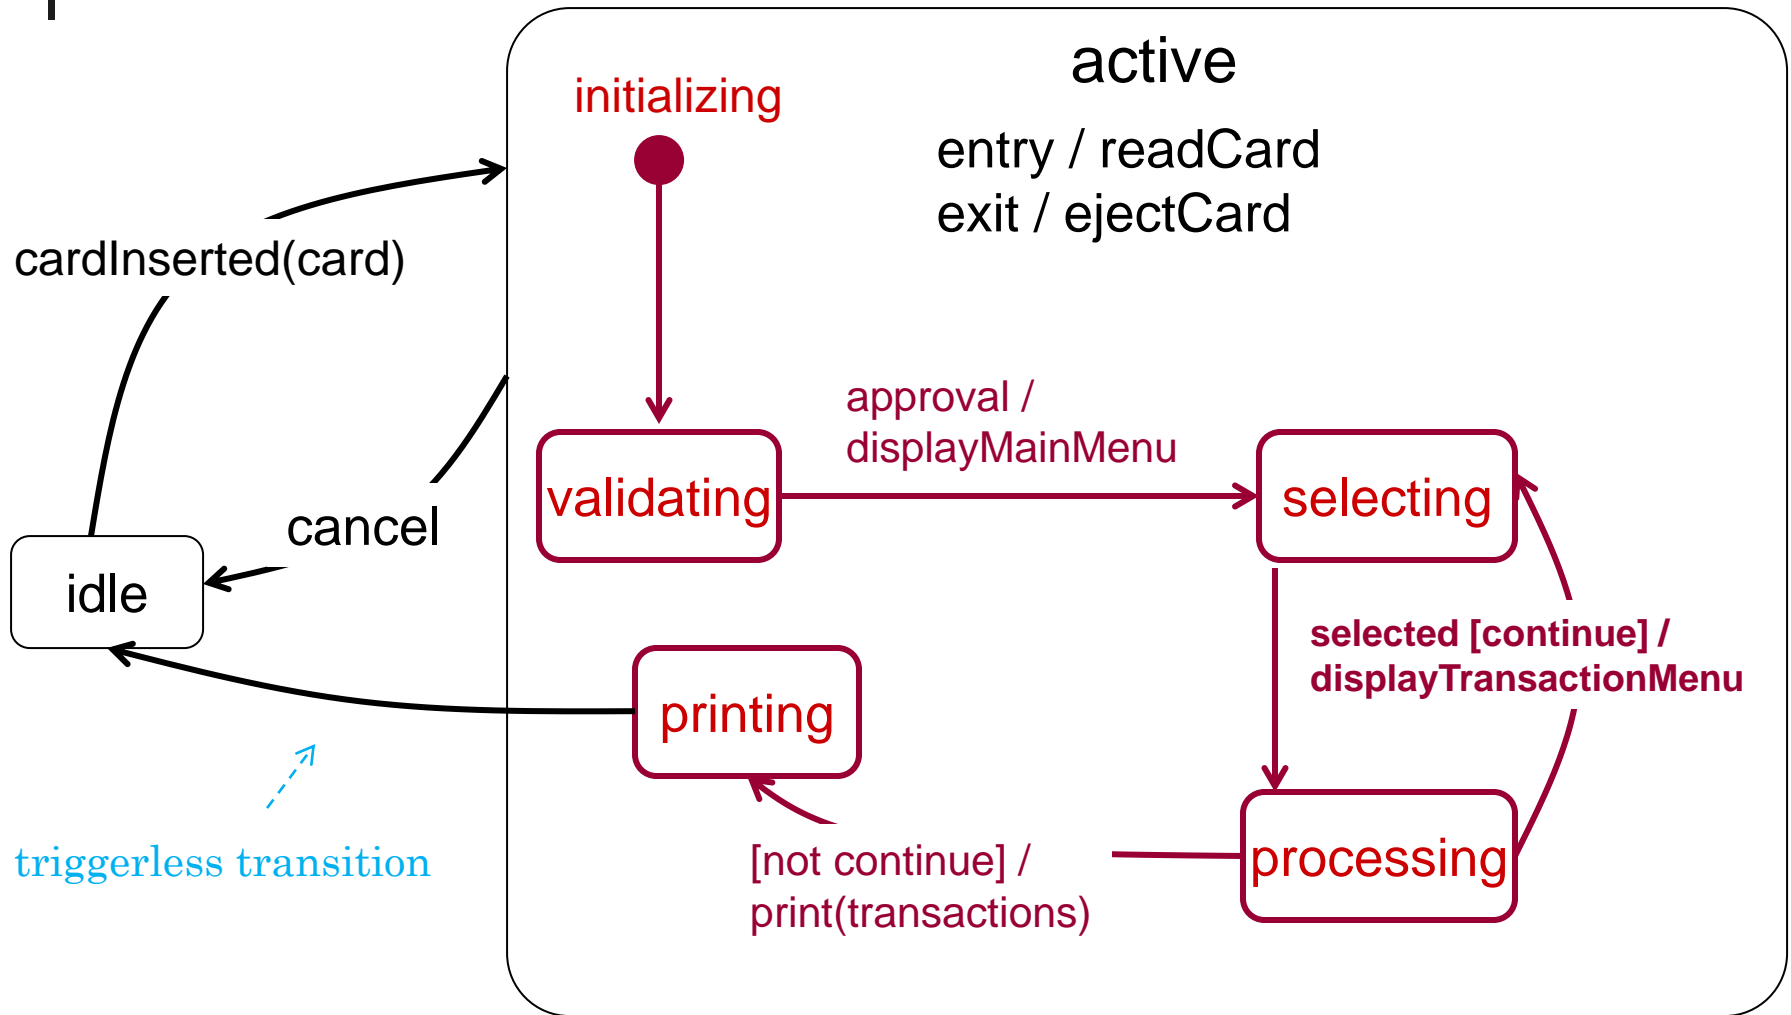 active
initializing
entry / readCard
exit / ejectCard
cardInserted(card)
approval /
displayMainMenu
validating
selecting
cancel
idle
selected [continue] /
displayTransactionMenu
printing
triggerless transition
[not continue] /
print(transactions)
processing